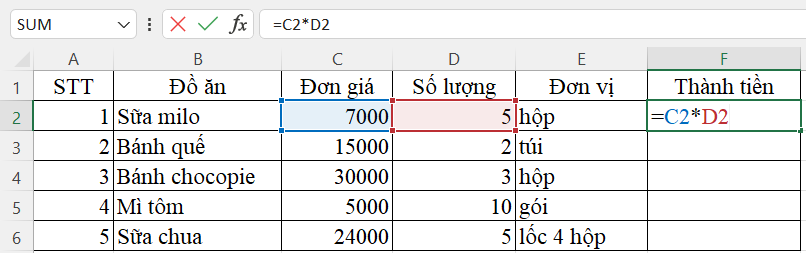 SUM fx =C2*D2
A B C D E F
1 STT Đồ ăn Đơn giá Số lượng Đơn vị Thành tiền
2 1 Sữa milo 7000 5 hộp =C2*D2
3 2 Bánh quế 15000 2 túi
4 3 Bánh chocopie 30000 3 hộp
5 4 Mì tôm 5000 10 gói
6 5 Sữa chua 24000 5 lốc 4 hộp